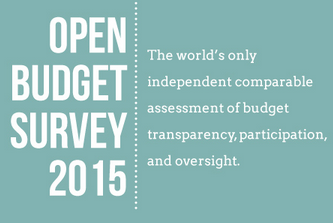 OPEN
BUDGET
SURVEY
2015
The world's only
independent comparable
assessment of budget
transparency, participation,
and oversight.